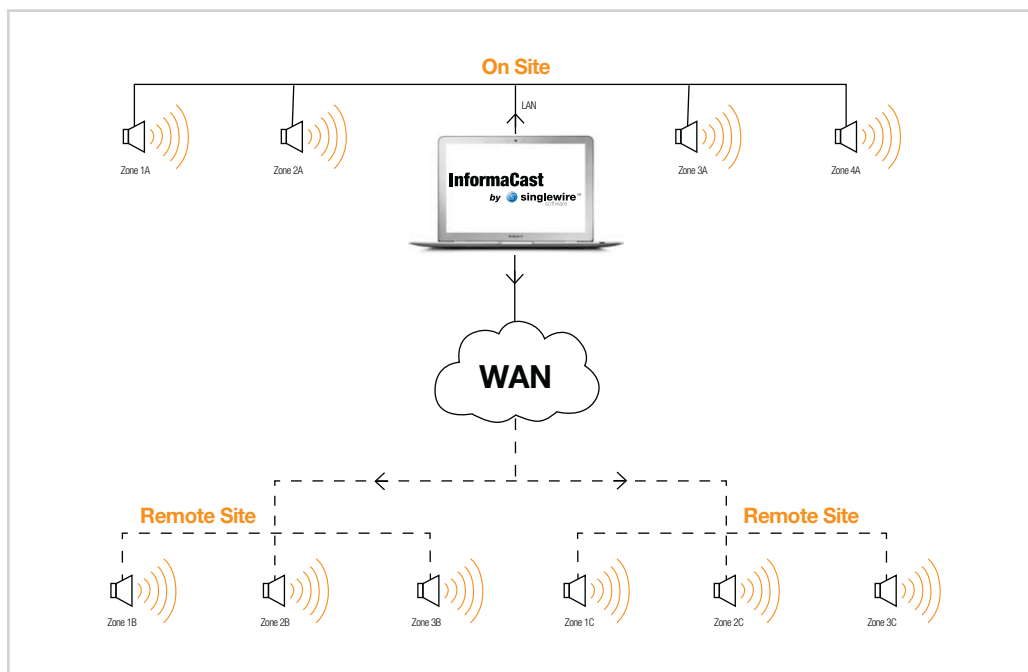 On Site
LAN
Zone 1A
Zone 2A
Zone 3A
Zone 4A
InformaCast
by singlewire™
software
WAN
Remote Site
Remote Site
Zone 1B
Zone 2B
Zone 3B
Zone 1C
Zone 2C
Zone 3C